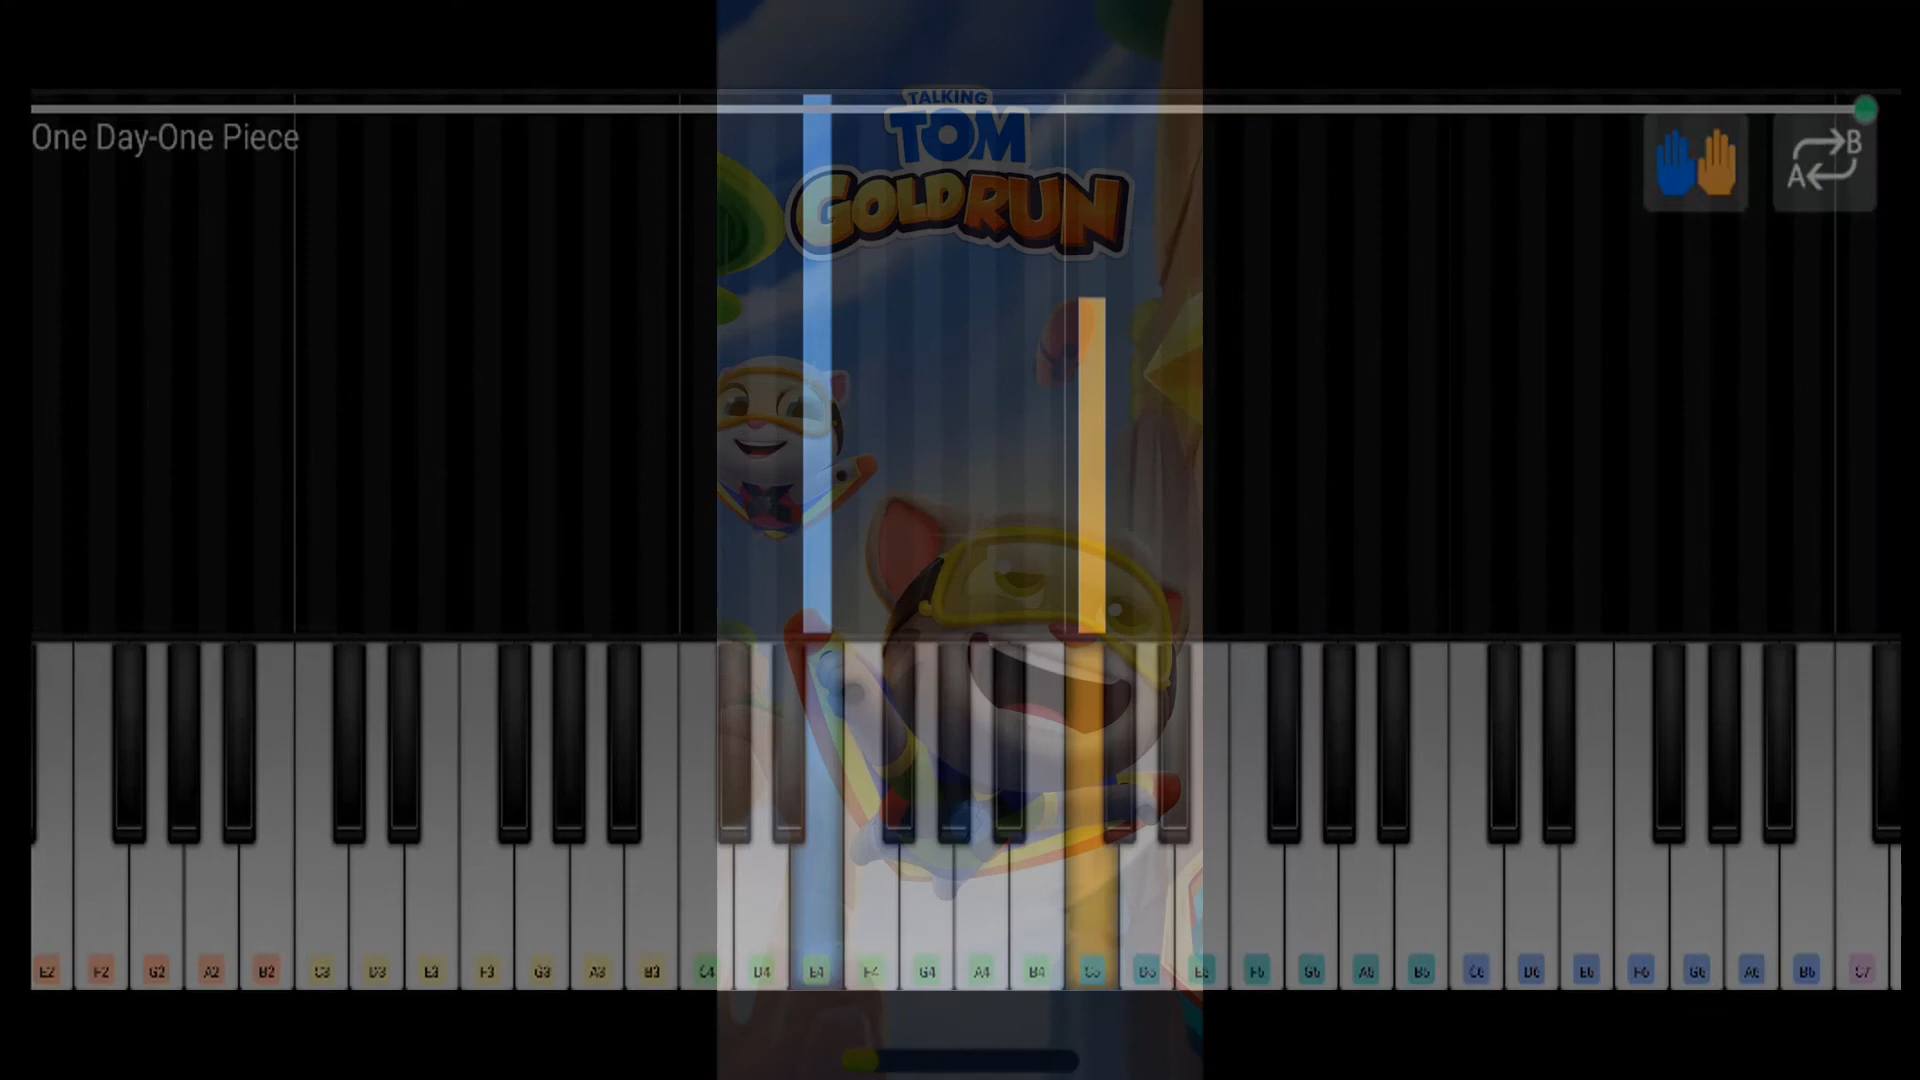 TALKING
TOM
GOLD RUN
One Day-One Piece
A B
E2 F2 G2 A2 B2 C3 D3 E3 F3 G3 A3 B3 C4 D4 E4 F4 G4 A4 B4 C5 D5 E5 F5 G5 A5 B5 C6 D6 E6 F6 G6 A6 B6 C7